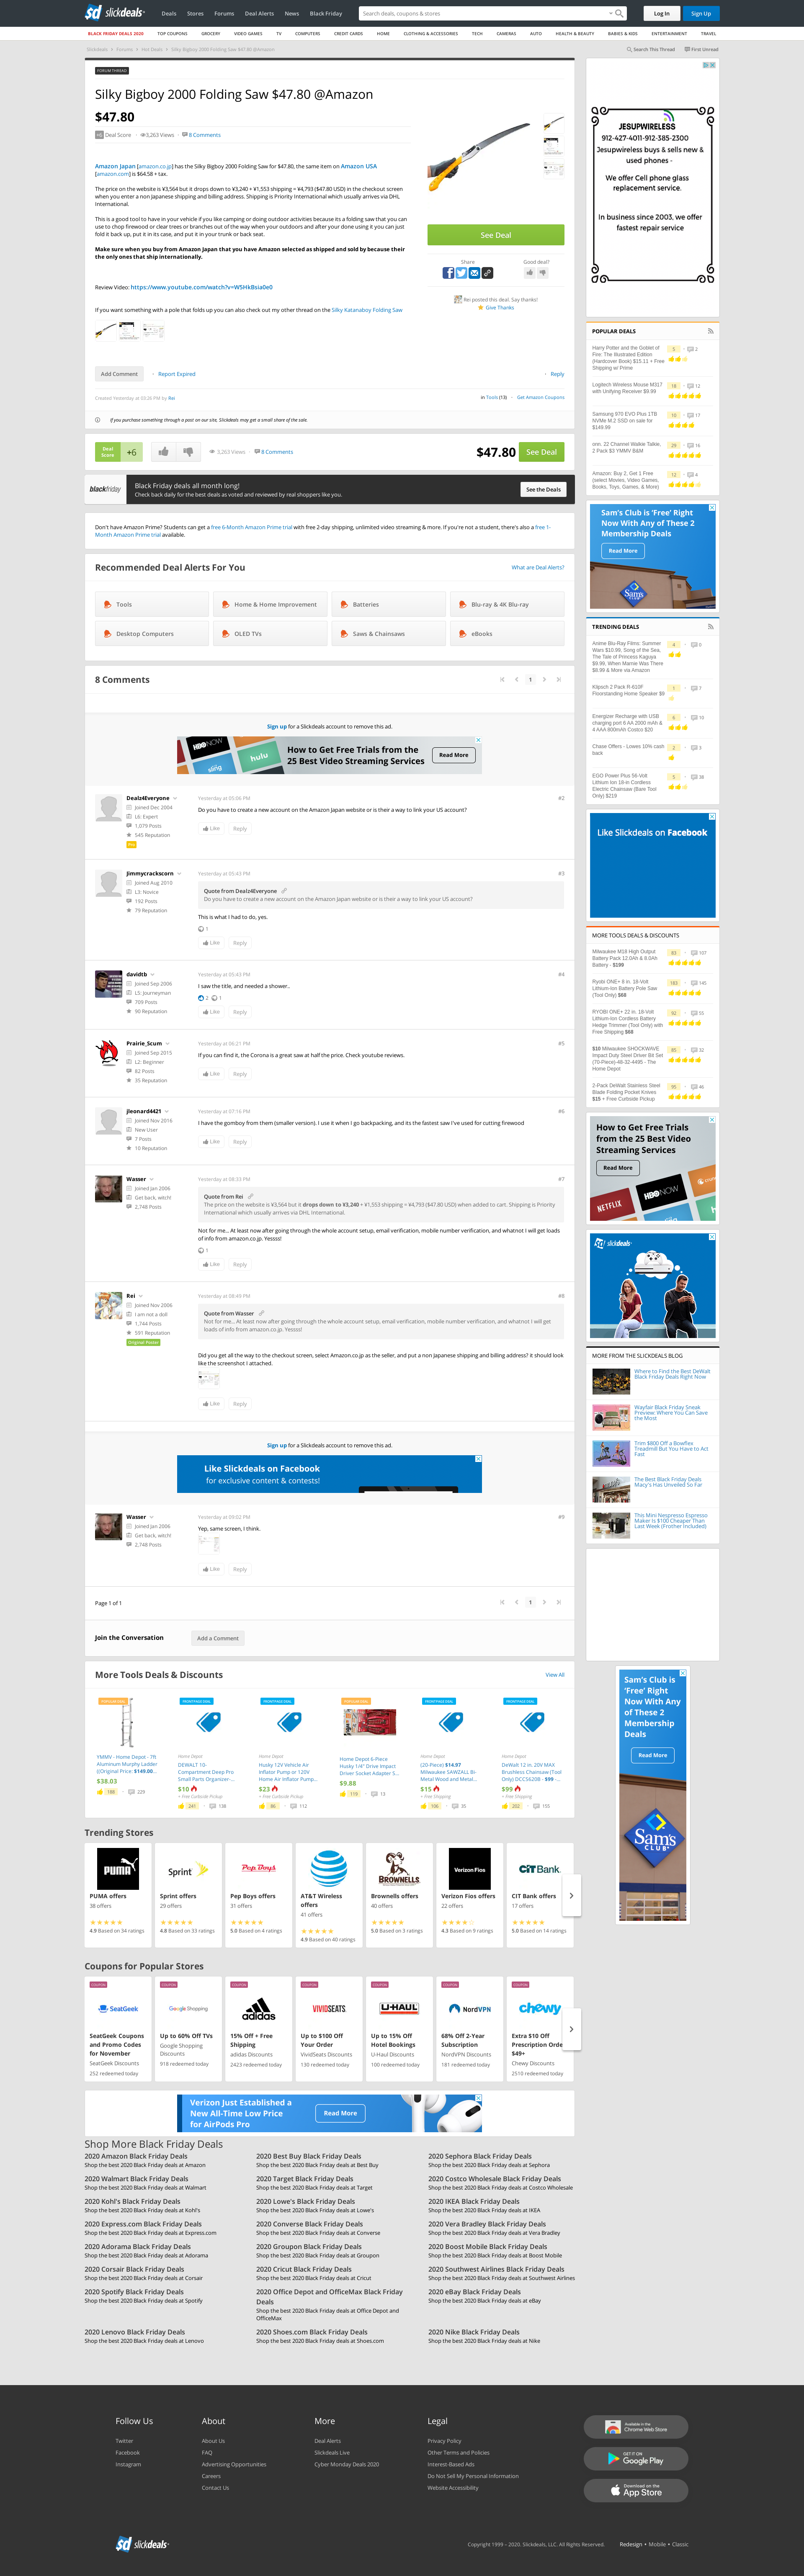 slickdeals
Deals Stores Forums Deal Alerts News Black Friday
Search deals, coupons & stores
Log In
Sign Up
BLACK FRIDAY DEALS 2020 TOP COUPONS GROCERY VIDEO GAMES TV COMPUTERS CREDIT CARDS HOME CLOTHING & ACCESSORIES TECH CAMERAS AUTO HEALTH & BEAUTY BABIES & KIDS ENTERTAINMENT TRAVEL
Slickdeals > Forums > Hot Deals > Silky Bigboy 2000 Folding Saw $47.80 @Amazon
Search This Thread First Unread
FORUM THREAD
Silky Bigboy 2000 Folding Saw $47.80 @Amazon
$47.80
+6 Deal Score 3,263 Views 8 Comments
Amazon Japan [amazon.co.jp] has the Silky Bigboy 2000 Folding Saw for $47.80, the same item on Amazon USA
[amazon.com] is $64.58 + tax.
The price on the website is ¥3,564 but it drops down to ¥3,240 + ¥1,553 shipping = ¥4,793 ($47.80 USD) in the checkout screen
when you enter a non Japanese shipping and billing address. Shipping is Priority International which usually arrives via DHL
International.
This is a good tool to have in your vehicle if you like camping or doing outdoor activities because its a folding saw that you can
use to chop firewood or clear trees or branches out of the way when your outdoors and after your done using it you can just
fold it back up, put it in its case, and put it in your trunk or back seat.
Make sure when you buy from Amazon Japan that you have Amazon selected as shipped and sold by because their
the only ones that ship internationally.
Review Video: https://www.youtube.com/watch?v=W5HkBsia0e0
If you want something with a pole that folds up you can also check out my other thread on the Silky Katanaboy Folding Saw
See Deal
Share
Good deal?
Rei posted this deal. Say thanks!
Give Thanks
Add Comment Report Expired Reply
Created Yesterday at 03:26 PM by Rei
in Tools (13) Get Amazon Coupons
If you purchase something through a post on our site, Slickdeals may get a small share of the sale.
Deal
Score
+6
3,263 Views 8 Comments
$47.80 See Deal
blackfriday
Black Friday deals all month long!
Check back daily for the best deals as voted and reviewed by real shoppers like you.
See the Deals
Don't have Amazon Prime? Students can get a free 6-Month Amazon Prime trial with free 2-day shipping, unlimited video streaming & more. If you're not a student, there's also a free 1-
Month Amazon Prime trial available.
Recommended Deal Alerts For You
What are Deal Alerts?
Tools
Home & Home Improvement
Batteries
Blu-ray & 4K Blu-ray
Desktop Computers
OLED TVs
Saws & Chainsaws
eBooks
8 Comments
1
Sign up for a Slickdeals account to remove this ad.
HBO NOW
hulu
How to Get Free Trials from the
25 Best Video Streaming Services
Read More
Dealz4Everyone
Joined Dec 2004
L6: Expert
1,079 Posts
545 Reputation
Pro
Yesterday at 05:06 PM
#2
Do you have to create a new account on the Amazon Japan website or is their a way to link your US account?
Like Reply
Jimmycrackscorn
Joined Aug 2010
L3: Novice
192 Posts
79 Reputation
Yesterday at 05:43 PM
#3
Quote from Dealz4Everyone
Do you have to create a new account on the Amazon Japan website or is their a way to link your US account?
This is what I had to do, yes.
1
Like Reply
davidtb
Joined Sep 2006
L5: Journeyman
709 Posts
90 Reputation
Yesterday at 05:43 PM
#4
I saw the title, and needed a shower..
2 1
Like Reply
Prairie_Scum
Joined Sep 2015
L2: Beginner
82 Posts
35 Reputation
Yesterday at 06:21 PM
#5
If you can find it, the Corona is a great saw at half the price. Check youtube reviews.
Like Reply
jleonard4421
Joined Nov 2016
New User
7 Posts
10 Reputation
Yesterday at 07:16 PM
#6
I have the gomboy from them (smaller version). I use it when I go backpacking, and its the fastest saw I've used for cutting firewood
Like Reply
Wasser
Joined Jan 2006
Get back, witch!
2,748 Posts
Yesterday at 08:33 PM
#7
Quote from Rei
The price on the website is ¥3,564 but it drops down to ¥3,240 + ¥1,553 shipping = ¥4,793 ($47.80 USD) when added to cart. Shipping is Priority
International which usually arrives via DHL International.
Not for me... At least now after going through the whole account setup, email verification, mobile number verification, and whatnot I will get loads
of info from amazon.co.jp. Yessss!
1
Like Reply
Rei
Joined Nov 2006
I am not a doll
1,744 Posts
591 Reputation
Original Poster
Yesterday at 08:49 PM
#8
Quote from Wasser
Not for me... At least now after going through the whole account setup, email verification, mobile number verification, and whatnot I will get
loads of info from amazon.co.jp. Yessss!
Did you get all the way to the checkout screen, select Amazon.co.jp as the seller, and put a non Japanese shipping and billing address? it should look
like the screenshot I attached.
Like Reply
Sign up for a Slickdeals account to remove this ad.
Like Slickdeals on Facebook
for exclusive content & contests!
Wasser
Joined Jan 2006
Get back, witch!
2,748 Posts
Yesterday at 09:02 PM
#9
Yep, same screen, I think.
Like Reply
Page 1 of 1
1
Join the Conversation
Add a Comment
More Tools Deals & Discounts
View All
POPULAR DEAL
YMMV - Home Depot - 7ft
Aluminum Murphy Ladder
[(Original Price: $149.00...
$38.03
188 229
FRONTPAGE DEAL
Home Depot
DEWALT 10-
Compartment Deep Pro
Small Parts Organizer-...
$10
+ Free Curbside Pickup
241 138
FRONTPAGE DEAL
Home Depot
Husky 12V Vehicle Air
Inflator Pump or 120V
Home Air Inflator Pump...
$23
+ Free Curbside Pickup
86 112
POPULAR DEAL
Home Depot 6-Piece
Husky 1/4" Drive Impact
Driver Socket Adapter S...
$9.88
119 13
FRONTPAGE DEAL
Home Depot
(20-Piece) $14.97
Milwaukee SAWZALL Bi-
Metal Wood and Metal...
$15
+ Free Shipping
106 35
FRONTPAGE DEAL
Home Depot
DeWalt 12 in. 20V MAX
Brushless Chainsaw (Tool
Only) DCCS620B - $99 -...
$99
+ Free Shipping
202 155
Trending Stores
PUMA
PUMA offers
38 offers
4.9 Based on 34 ratings
Sprint
Sprint offers
29 offers
4.8 Based on 33 ratings
Pep Boys
Pep Boys offers
31 offers
5.0 Based on 4 ratings
AT&T
AT&T Wireless
offers
41 offers
4.9 Based on 40 ratings
BROWNELLS
Brownells offers
40 offers
5.0 Based on 3 ratings
Verizon Fios
Verizon Fios offers
22 offers
4.3 Based on 9 ratings
CIT Bank
CIT Bank offers
17 offers
5.0 Based on 14 ratings
Coupons for Popular Stores
COUPON
SeatGeek
SeatGeek Coupons
and Promo Codes
for November
SeatGeek Discounts
252 redeemed today
COUPON
Google Shopping
Up to 60% Off TVs
Google Shopping
Discounts
918 redeemed today
COUPON
adidas
15% Off + Free
Shipping
adidas Discounts
2423 redeemed today
COUPON
VIVIDSEATS
Up to $100 Off
Your Order
VividSeats Discounts
130 redeemed today
COUPON
U-HAUL
Up to 15% Off
Hotel Bookings
U-Haul Discounts
100 redeemed today
COUPON
NordVPN
68% Off 2-Year
Subscription
NordVPN Discounts
181 redeemed today
COUPON
chewy
Extra $10 Off
Prescription Orde
$49+
Chewy Discounts
2510 redeemed today
Verizon Just Established a
New All-Time Low Price
for AirPods Pro
Read More
Shop More Black Friday Deals
2020 Amazon Black Friday Deals
Shop the best 2020 Black Friday deals at Amazon
2020 Best Buy Black Friday Deals
Shop the best 2020 Black Friday deals at Best Buy
2020 Sephora Black Friday Deals
Shop the best 2020 Black Friday deals at Sephora
2020 Walmart Black Friday Deals
Shop the best 2020 Black Friday deals at Walmart
2020 Target Black Friday Deals
Shop the best 2020 Black Friday deals at Target
2020 Costco Wholesale Black Friday Deals
Shop the best 2020 Black Friday deals at Costco Wholesale
2020 Kohl's Black Friday Deals
Shop the best 2020 Black Friday deals at Kohl's
2020 Lowe's Black Friday Deals
Shop the best 2020 Black Friday deals at Lowe's
2020 IKEA Black Friday Deals
Shop the best 2020 Black Friday deals at IKEA
2020 Express.com Black Friday Deals
Shop the best 2020 Black Friday deals at Express.com
2020 Converse Black Friday Deals
Shop the best 2020 Black Friday deals at Converse
2020 Vera Bradley Black Friday Deals
Shop the best 2020 Black Friday deals at Vera Bradley
2020 Adorama Black Friday Deals
Shop the best 2020 Black Friday deals at Adorama
2020 Groupon Black Friday Deals
Shop the best 2020 Black Friday deals at Groupon
2020 Boost Mobile Black Friday Deals
Shop the best 2020 Black Friday deals at Boost Mobile
2020 Corsair Black Friday Deals
Shop the best 2020 Black Friday deals at Corsair
2020 Cricut Black Friday Deals
Shop the best 2020 Black Friday deals at Cricut
2020 Southwest Airlines Black Friday Deals
Shop the best 2020 Black Friday deals at Southwest Airlines
2020 Spotify Black Friday Deals
Shop the best 2020 Black Friday deals at Spotify
2020 Office Depot and OfficeMax Black Friday
Deals
Shop the best 2020 Black Friday deals at Office Depot and
OfficeMax
2020 eBay Black Friday Deals
Shop the best 2020 Black Friday deals at eBay
2020 Lenovo Black Friday Deals
Shop the best 2020 Black Friday deals at Lenovo
2020 Shoes.com Black Friday Deals
Shop the best 2020 Black Friday deals at Shoes.com
2020 Nike Black Friday Deals
Shop the best 2020 Black Friday deals at Nike
JESUPWIRELESS
912-427-4011-912-385-2300
Jesupwireless buys & sells new &
used phones -
We offer Cell phone glass
replacement service.
In business since 2003, we offer
fastest repair service
POPULAR DEALS
Harry Potter and the Goblet of
Fire: The Illustrated Edition
(Hardcover Book) $15.11 + Free
Shipping w/ Prime
5 2
Logitech Wireless Mouse M317
with Unifying Receiver $9.99
18 12
Samsung 970 EVO Plus 1TB
NVMe M.2 SSD on sale for
$149.99
10 17
onn. 22 Channel Walkie Talkie,
2 Pack $3 YMMV B&M
29 16
Amazon: Buy 2, Get 1 Free
(select Movies, Video Games,
Books, Toys, Games, & More)
12 4
Sam's Club is 'Free' Right
Now With Any of These 2
Membership Deals
Read More
Sam's
TRENDING DEALS
Anime Blu-Ray Films: Summer
Wars $10.99, Song of the Sea,
The Tale of Princess Kaguya
$9.99, When Marnie Was There
$8.99 & More via Amazon
4 0
Klipsch 2 Pack R-610F
Floorstanding Home Speaker $0
1 7
Energizer Recharge with USB
charging port 6 AA 2000 mAh &
4 AAA 800mAh Costco $20
6 10
Chase Offers - Lowes 10% cash
back
2 3
EGO Power Plus 56-Volt
Lithium Ion 18-in Cordless
Electric Chainsaw (Bare Tool
Only) $219
5 38
Like Slickdeals on Facebook
MORE TOOLS DEALS & DISCOUNTS
Milwaukee M18 High Output
Battery Pack 12.0Ah & 8.0Ah
Battery - $199
83 107
Ryobi ONE+ 8 in. 18-Volt
Lithium-Ion Battery Pole Saw
(Tool Only) $68
183 145
RYOBI ONE+ 22 in. 18-Volt
Lithium-Ion Cordless Battery
Hedge Trimmer (Tool Only) with
Free Shipping $68
92 55
$10 Milwaukee SHOCKWAVE
Impact Duty Steel Driver Bit Set
(70-Piece)-48-32-4495 - The
Home Depot
85 32
2-Pack DeWalt Stainless Steel
Blade Folding Pocket Knives
$15 + Free Curbside Pickup
95 46
How to Get Free Trials
from the 25 Best Video
Streaming Services
Read More
NETFLIX
HBO NOW
slickdeals
MORE FROM THE SLICKDEALS BLOG
Where to Find the Best DeWalt
Black Friday Deals Right Now
Wayfair Black Friday Sneak
Preview: Where You Can Save
the Most
Trim $800 Off a Bowflex
Treadmill But You Have to Act
Fast
The Best Black Friday Deals
Macy's Has Unveiled So Far
This Mini Nespresso Espresso
Maker Is $100 Cheaper Than
Last Week (Frother Included)
Sam's Club is
'Free' Right
Now With Any
of These 2
Membership
Deals
Read More
Sam's
CLUB
Follow Us
Twitter
Facebook
Instagram
About
About Us
FAQ
Advertising Opportunities
Careers
Contact Us
More
Deal Alerts
Slickdeals Live
Cyber Monday Deals 2020
Legal
Privacy Policy
Other Terms and Policies
Interest-Based Ads
Do Not Sell My Personal Information
Website Accessibility
Available in the
Chrome Web Store
GET IT ON
Google Play
Download on the
App Store
slickdeals
Copyright 1999 - 2020. Slickdeals, LLC. All Rights Reserved. Redesign • Mobile • Classic